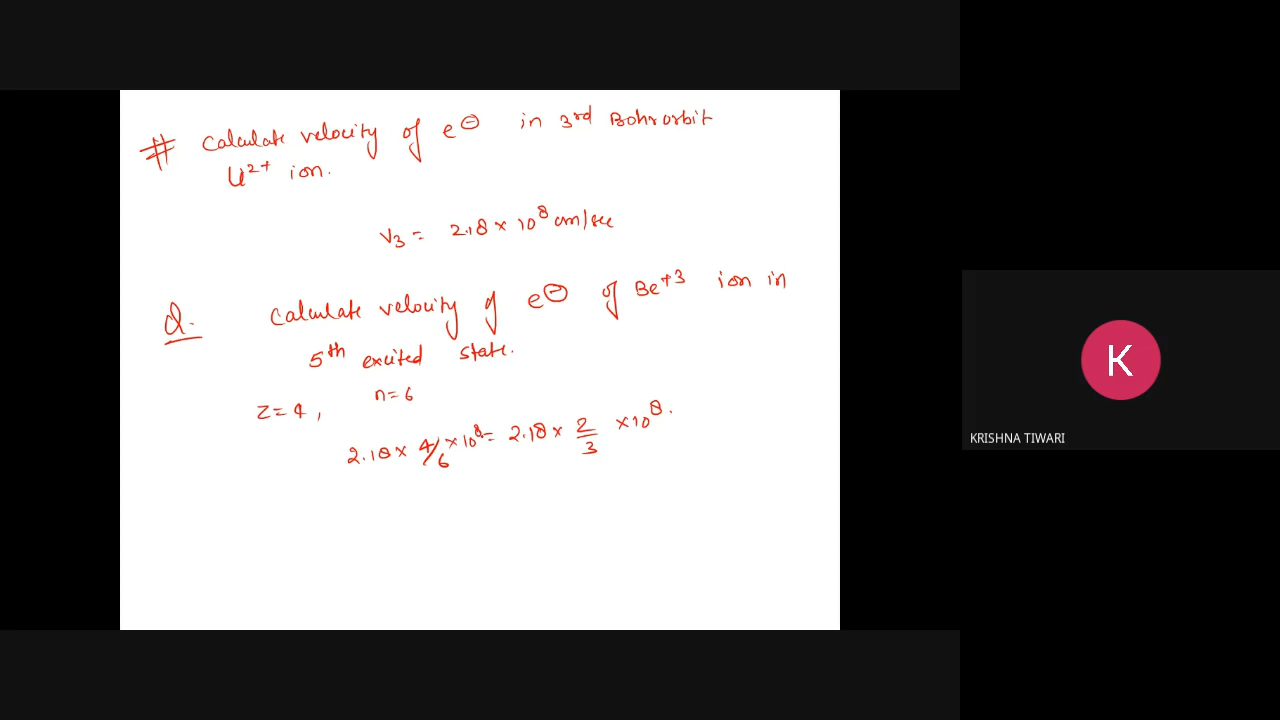 # Calculate velocity of e⊖ in 3rd Bohr orbit
Li²⁺ ion.
V₃ = 2.18 × 10⁸ cm/sec
Q. Calculate velocity of e⊖ of Be⁺³ ion in
5th excited state.
Z = 4, n = 6
2.18 × 4/6 × 10⁸ = 2.18 × 2/3 × 10⁸.
K
KRISHNA TIWARI